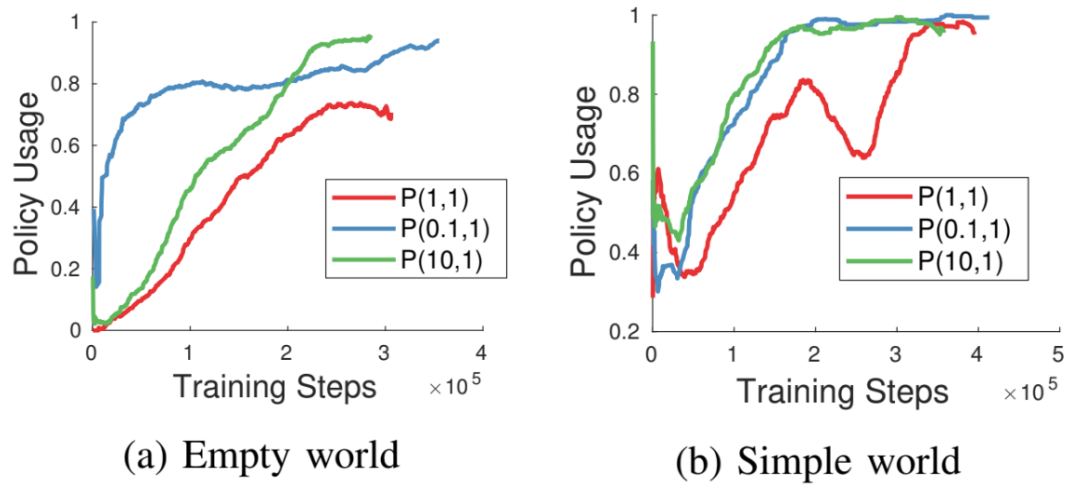 1
0.8
0.6
0.4
0.2
0
Policy Usage
0 1 2 3 4
Training Steps ×10^5
P(1,1)
P(0.1,1)
P(10,1)
(a) Empty world
1
0.8
0.6
0.4
0.2
Policy Usage
0 1 2 3 4 5
Training Steps ×10^5
P(1,1)
P(0.1,1)
P(10,1)
(b) Simple world